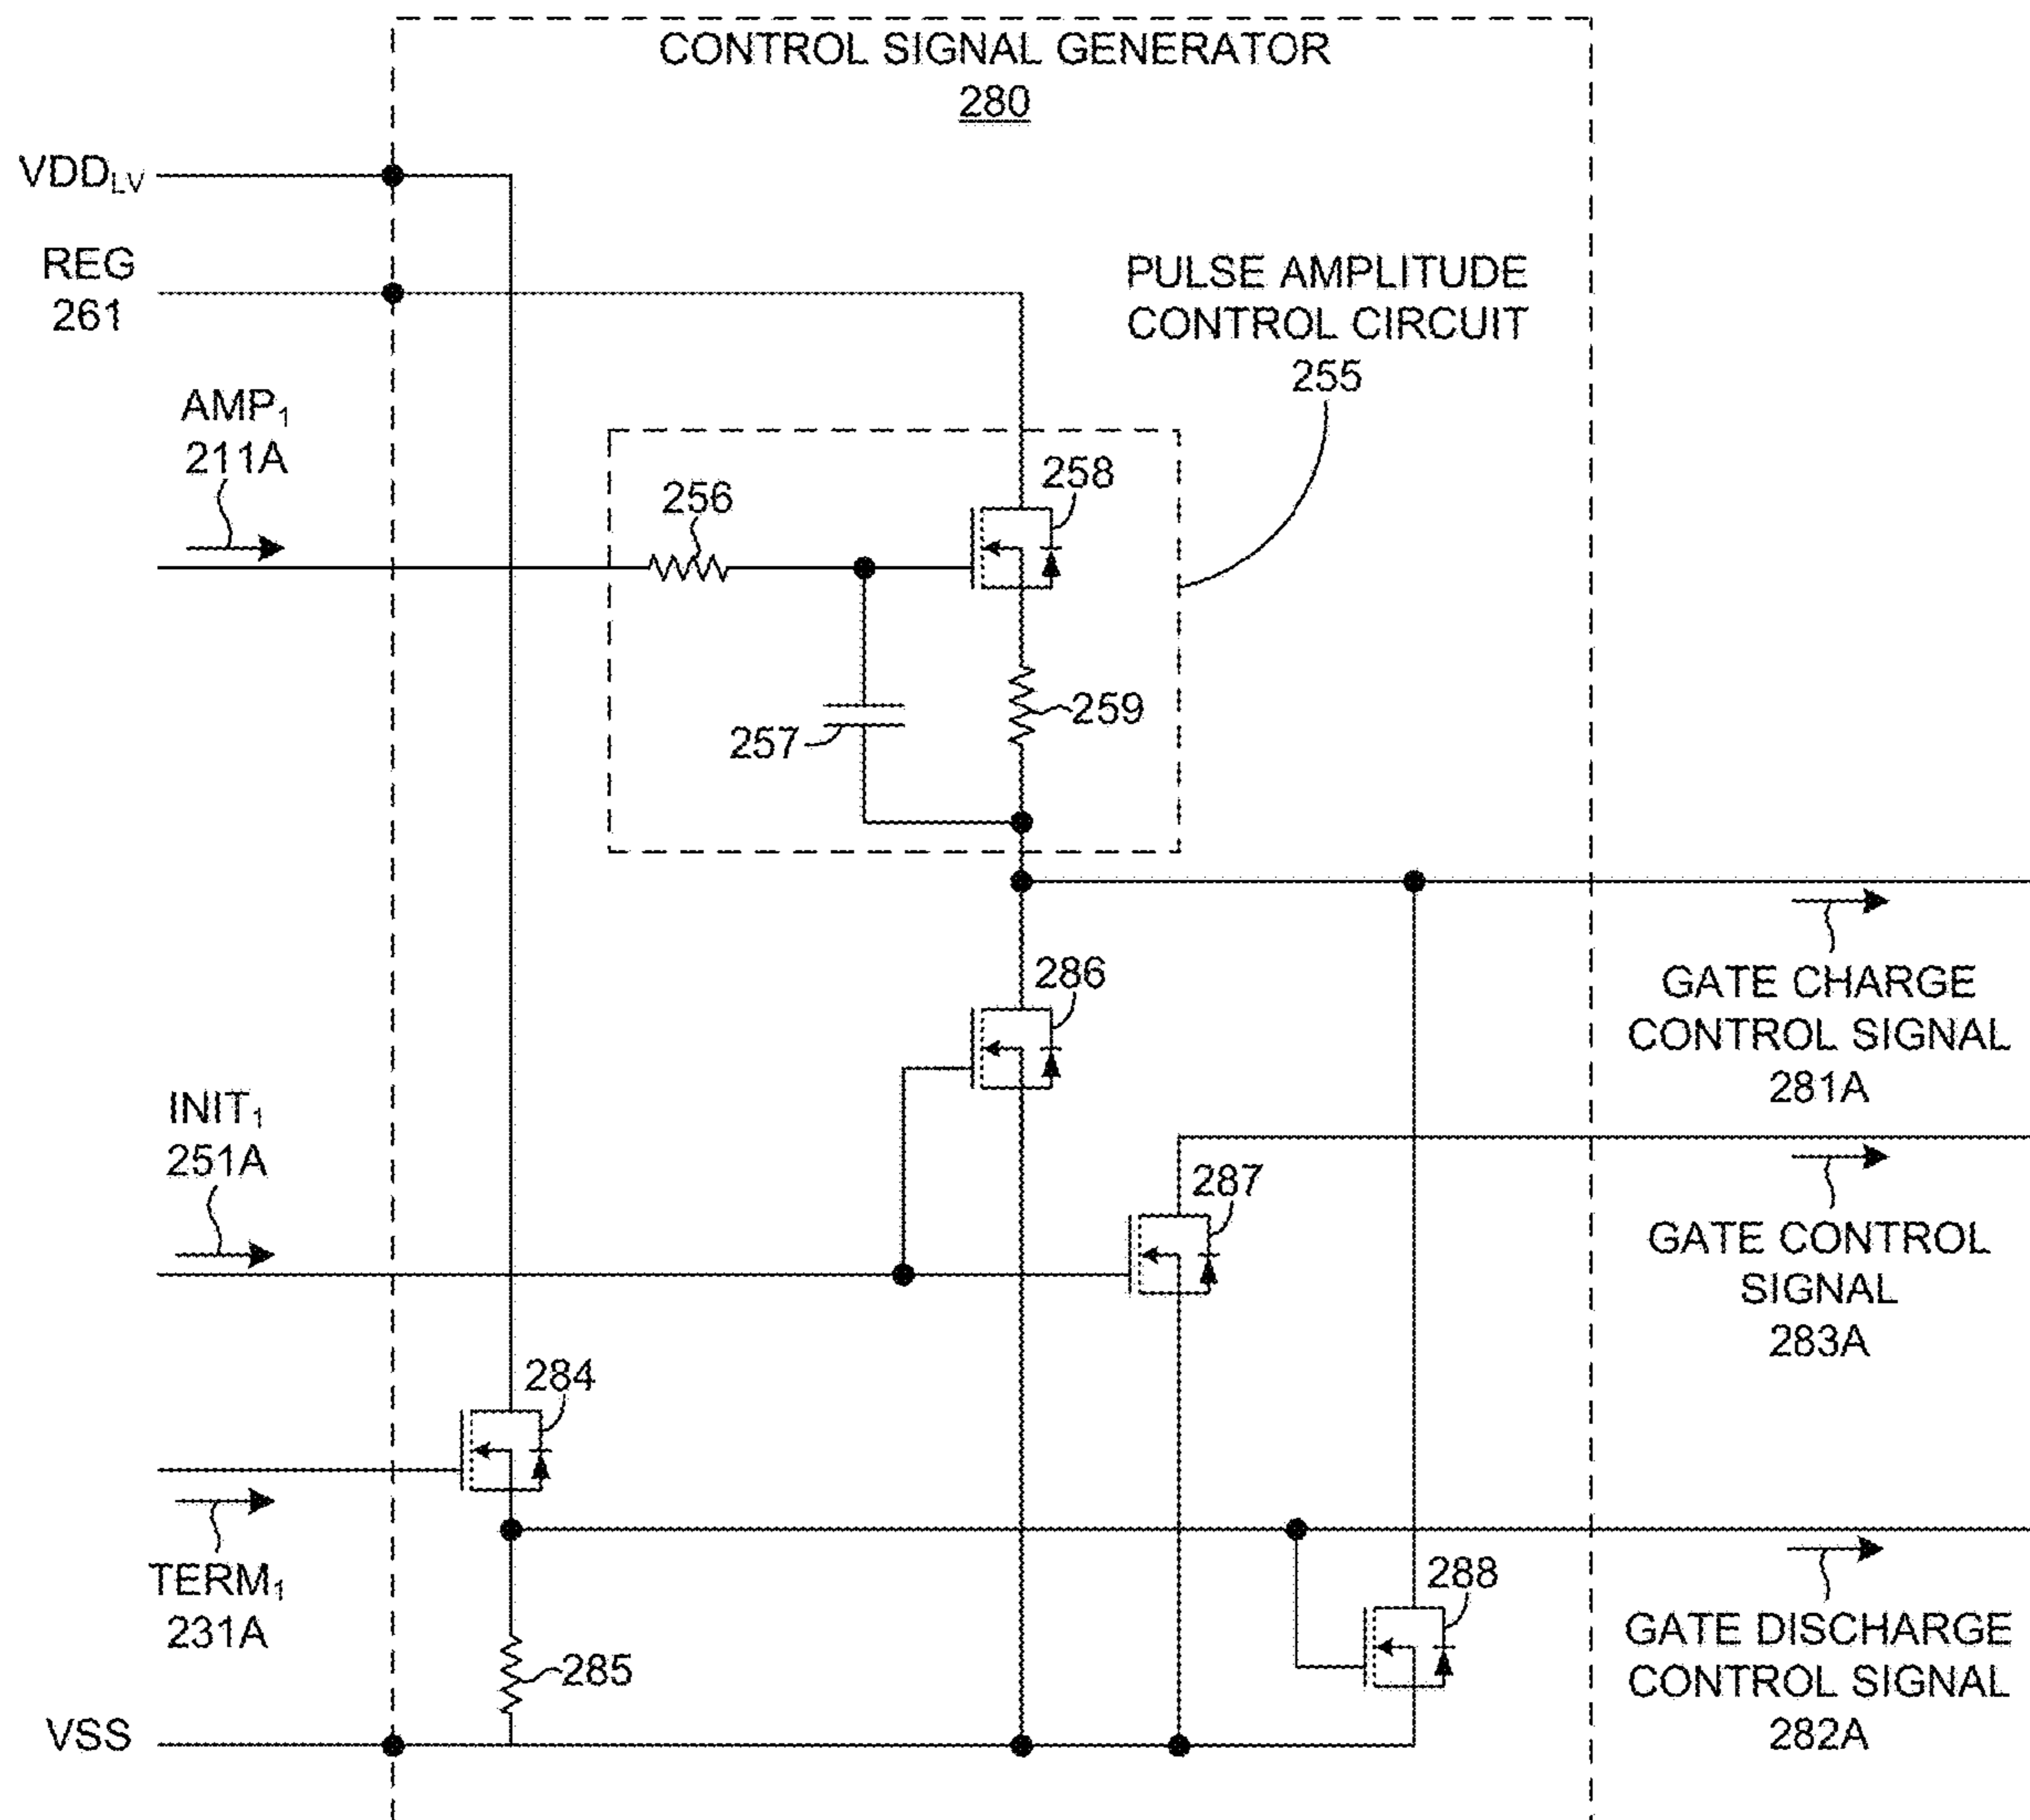 CONTROL SIGNAL GENERATOR
280
VDD_LV
REG
261
PULSE AMPLITUDE
CONTROL CIRCUIT
255
AMP₁
211A
258
256
259
257
286
GATE CHARGE
CONTROL SIGNAL
281A
INIT₁
251A
287
GATE CONTROL
SIGNAL
283A
284
TERM₁
231A
288
285
GATE DISCHARGE
CONTROL SIGNAL
282A
VSS